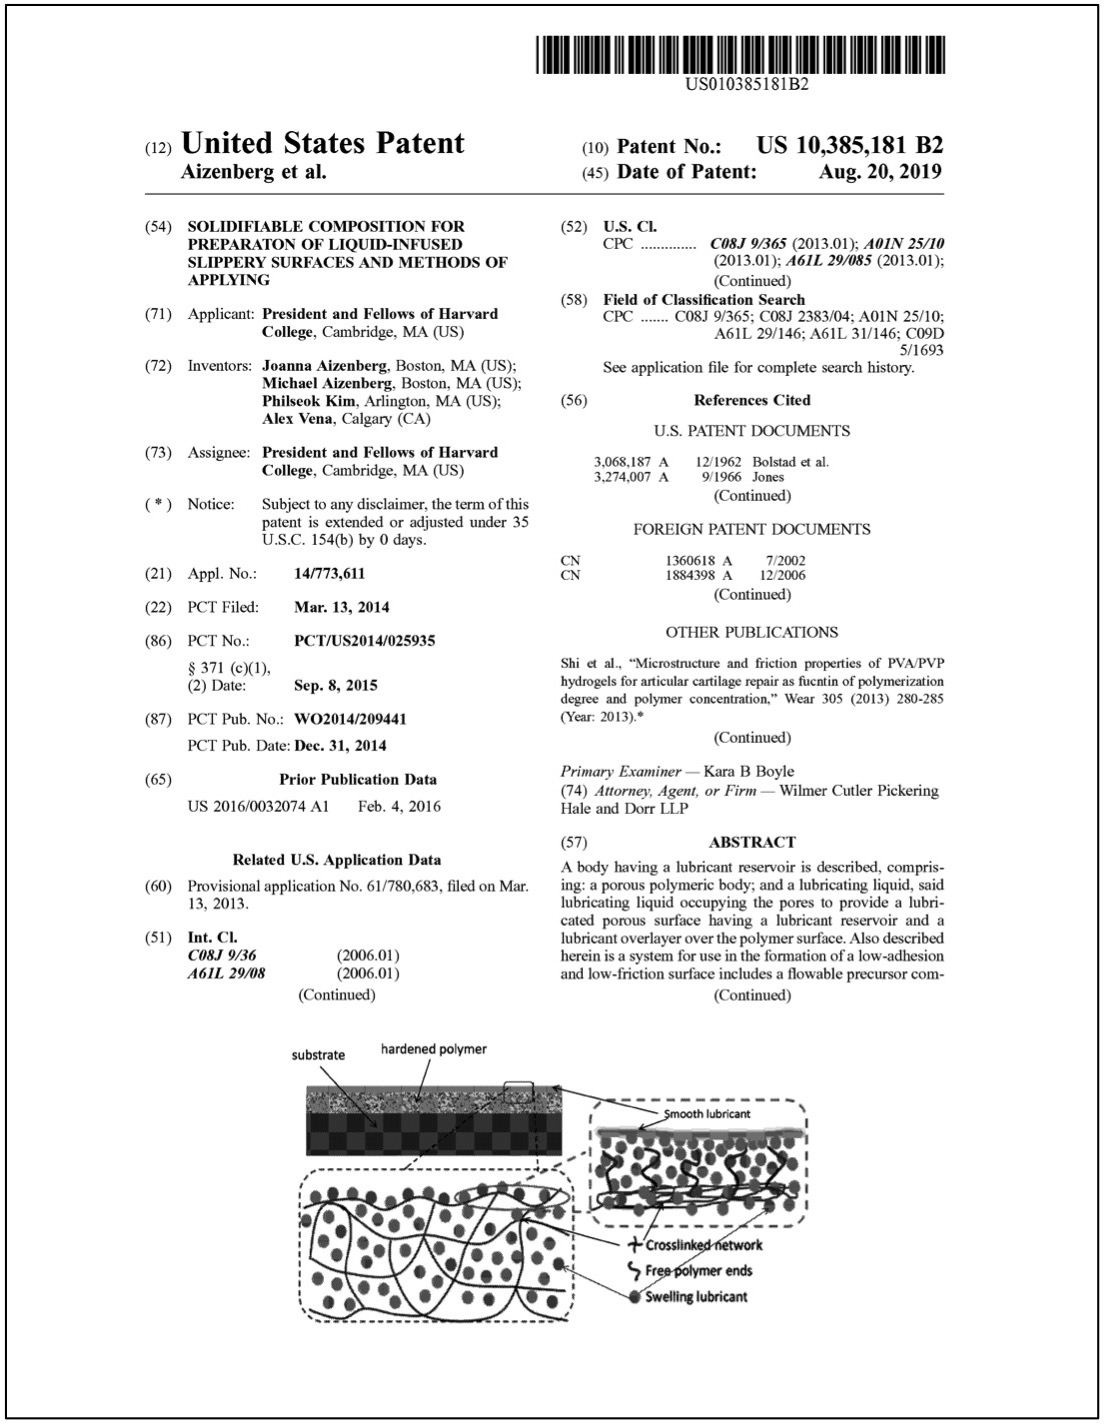 US010385181B2
(12) United States Patent
Aizenberg et al.
(10) Patent No.: US 10,385,181 B2
(45) Date of Patent: Aug. 20, 2019
(54) SOLIDIFIABLE COMPOSITION FOR
PREPARATON OF LIQUID-INFUSED
SLIPPERY SURFACES AND METHODS OF
APPLYING
(71) Applicant: President and Fellows of Harvard
College, Cambridge, MA (US)
(72) Inventors: Joanna Aizenberg, Boston, MA (US);
Michael Aizenberg, Boston, MA (US);
Philseok Kim, Arlington, MA (US);
Alex Vena, Calgary (CA)
(73) Assignee: President and Fellows of Harvard
College, Cambridge, MA (US)
( * ) Notice: Subject to any disclaimer, the term of this
patent is extended or adjusted under 35
U.S.C. 154(b) by 0 days.
(21) Appl. No.: 14/773,611
(22) PCT Filed: Mar. 13, 2014
(86) PCT No.: PCT/US2014/025935
§ 371 (c)(1),
(2) Date: Sep. 8, 2015
(87) PCT Pub. No.: WO2014/209441
PCT Pub. Date: Dec. 31, 2014
(65) Prior Publication Data
US 2016/0032074 A1 Feb. 4, 2016
Related U.S. Application Data
(60) Provisional application No. 61/780,683, filed on Mar.
13, 2013.
(51) Int. Cl.
C08J 9/36 (2006.01)
A61L 29/08 (2006.01)
(Continued)
(52) U.S. Cl.
CPC .............. C08J 9/365 (2013.01); A01N 25/10
(2013.01); A61L 29/085 (2013.01);
(Continued)
(58) Field of Classification Search
CPC ....... C08J 9/365; C08J 2383/04; A01N 25/10;
A61L 29/146; A61L 31/146; C09D
5/1693
See application file for complete search history.
(56) References Cited
U.S. PATENT DOCUMENTS
3,068,187 A 12/1962 Bolstad et al.
3,274,007 A 9/1966 Jones
(Continued)
FOREIGN PATENT DOCUMENTS
CN 1360618 A 7/2002
CN 1884398 A 12/2006
(Continued)
OTHER PUBLICATIONS
Shi et al., “Microstructure and friction properties of PVA/PVP
hydrogels for articular cartilage repair as fucntin of polymerization
degree and polymer concentration,” Wear 305 (2013) 280-285
(Year: 2013).*
(Continued)
Primary Examiner — Kara B Boyle
(74) Attorney, Agent, or Firm — Wilmer Cutler Pickering
Hale and Dorr LLP
(57) ABSTRACT
A body having a lubricant reservoir is described, compris-
ing: a porous polymeric body; and a lubricating liquid, said
lubricating liquid occupying the pores to provide a lubri-
cated porous surface having a lubricant reservoir and a
lubricant overlayer over the polymer surface. Also described
herein is a system for use in the formation of a low-adhesion
and low-friction surface includes a flowable precursor com-
(Continued)
substrate
hardened polymer
Smooth lubricant
Crosslinked network
Free polymer ends
Swelling lubricant